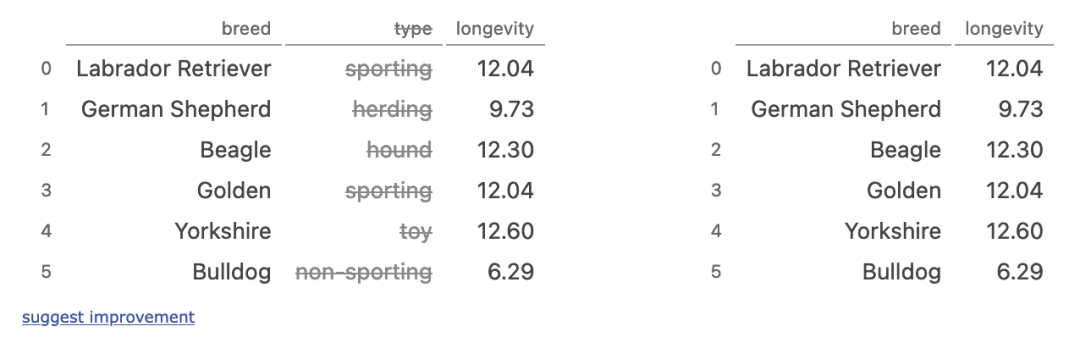 breed type longevity breed longevity
0 Labrador Retriever sporting 12.04 0 Labrador Retriever 12.04
1 German Shepherd herding 9.73 1 German Shepherd 9.73
2 Beagle hound 12.30 2 Beagle 12.30
3 Golden sporting 12.04 3 Golden 12.04
4 Yorkshire toy 12.60 4 Yorkshire 12.60
5 Bulldog non-sporting 6.29 5 Bulldog 6.29
suggest improvement